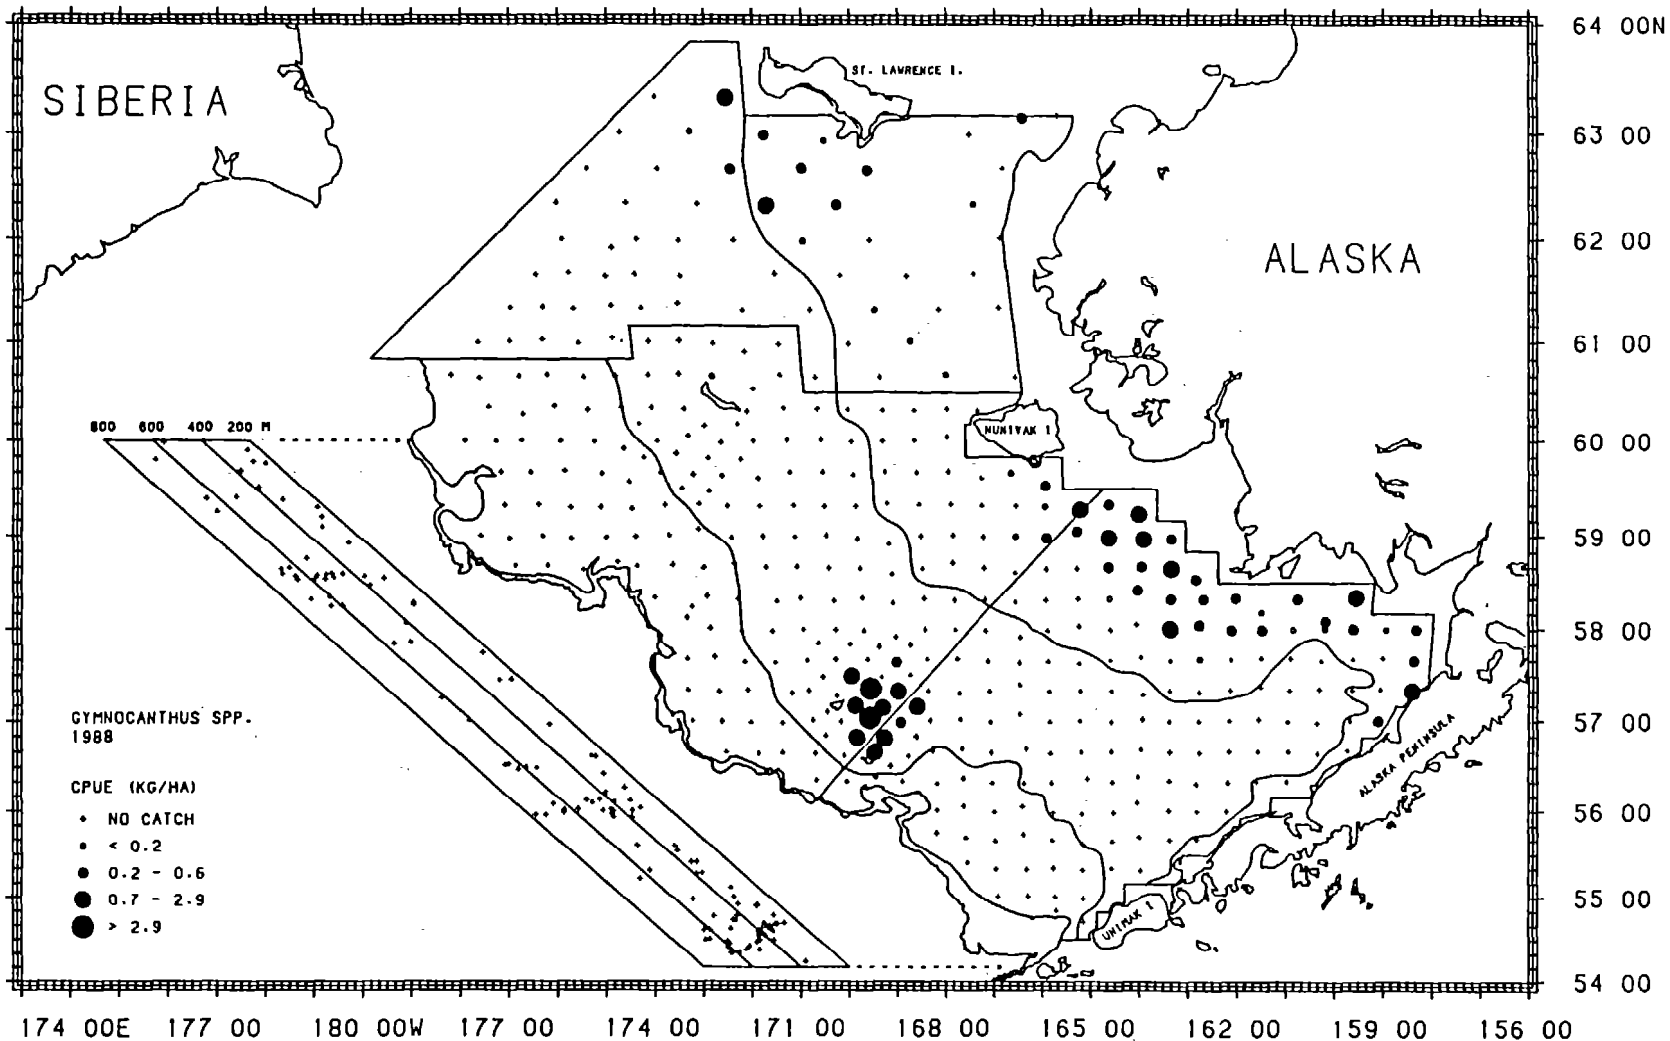 64 00N
ST. LAWRENCE I.
SIBERIA
63 00
62 00
ALASKA
61 00
800 600 400 200 M
NUNIVAK I
60 00
59 00
58 00
GYMNOCANTHUS SPP.
1988
57 00
ALASKA PENINSULA
CPUE (KG/HA)
NO CATCH
56 00
< 0.2
0.2 - 0.6
0.7 - 2.9
55 00
> 2.9
UNIMAK I
54 00
174 00E 177 00 180 00W 177 00 174 00 171 00 168 00 165 00 162 00 159 00 156 00